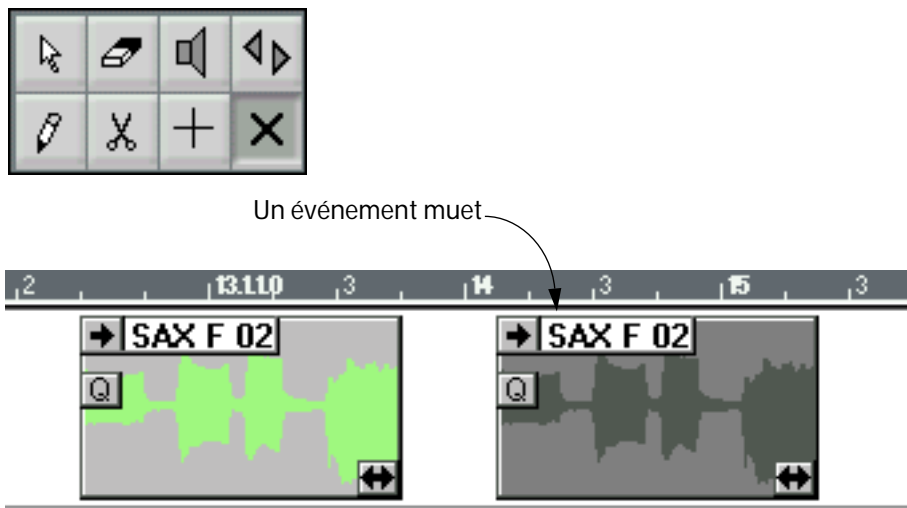 Un événement muet
2 13.1.1.0 3 14 3 15 3
SAX F 02 SAX F 02
Q Q